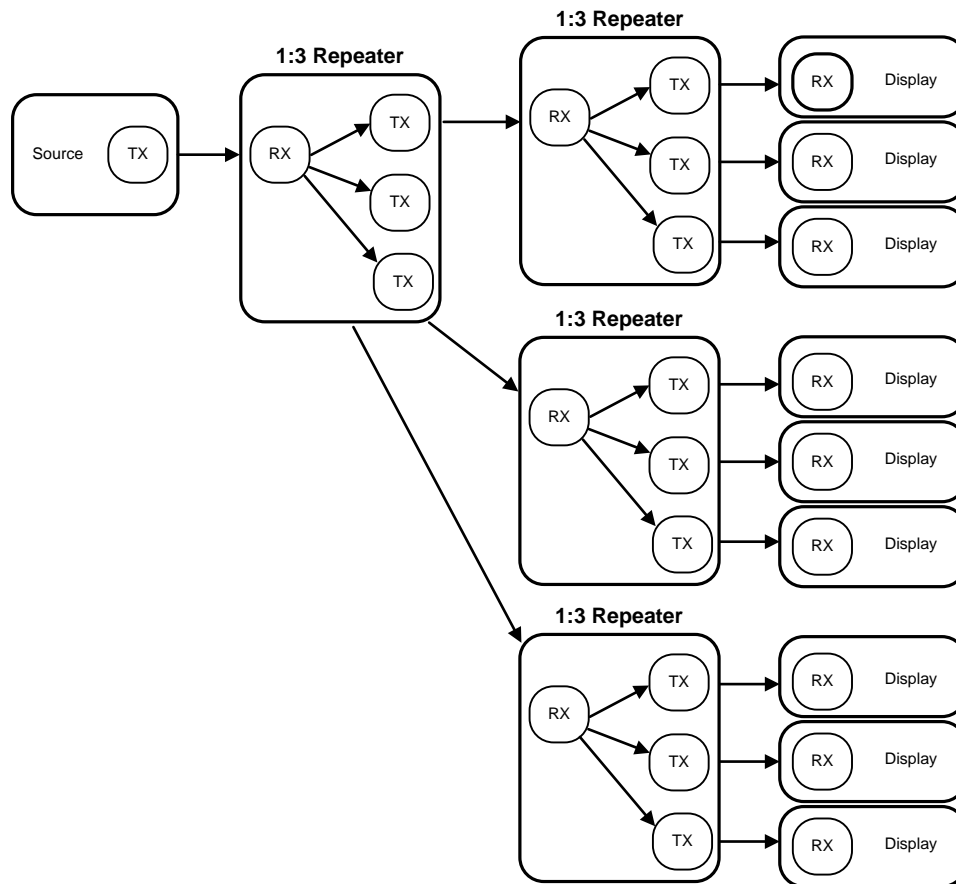 1:3 Repeater
1:3 Repeater
Source
TX
RX
TX
TX
TX
RX
TX
TX
TX
RX
Display
RX
Display
RX
Display
1:3 Repeater
RX
TX
TX
TX
RX
Display
RX
Display
RX
Display
1:3 Repeater
RX
TX
TX
TX
RX
Display
RX
Display
RX
Display